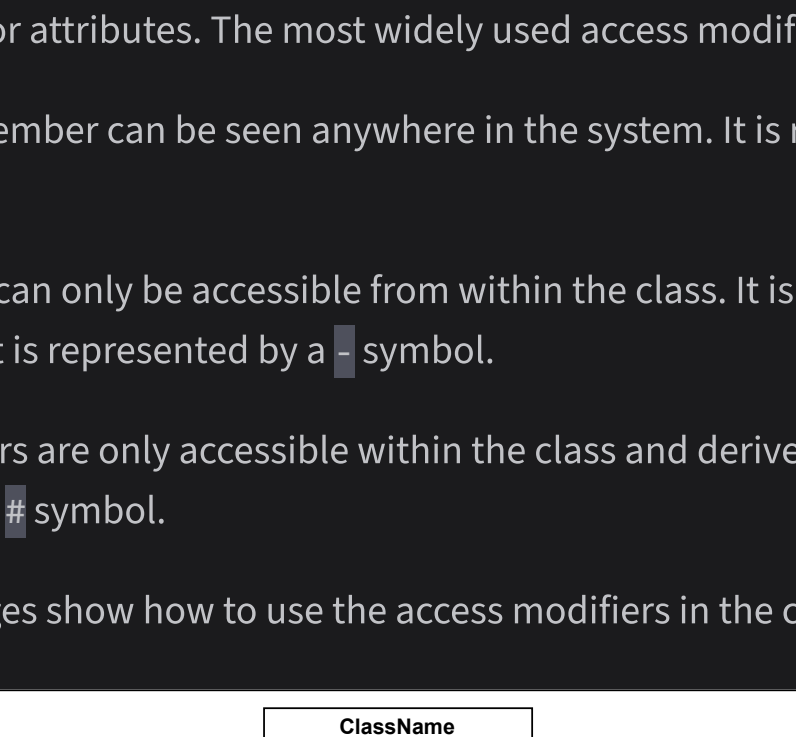 or attributes. The most widely used access modif
ember can be seen anywhere in the system. It is
can only be accessible from within the class. It is
t is represented by a - symbol.
rs are only accessible within the class and derive
# symbol.
ges show how to use the access modifiers in the c
ClassName